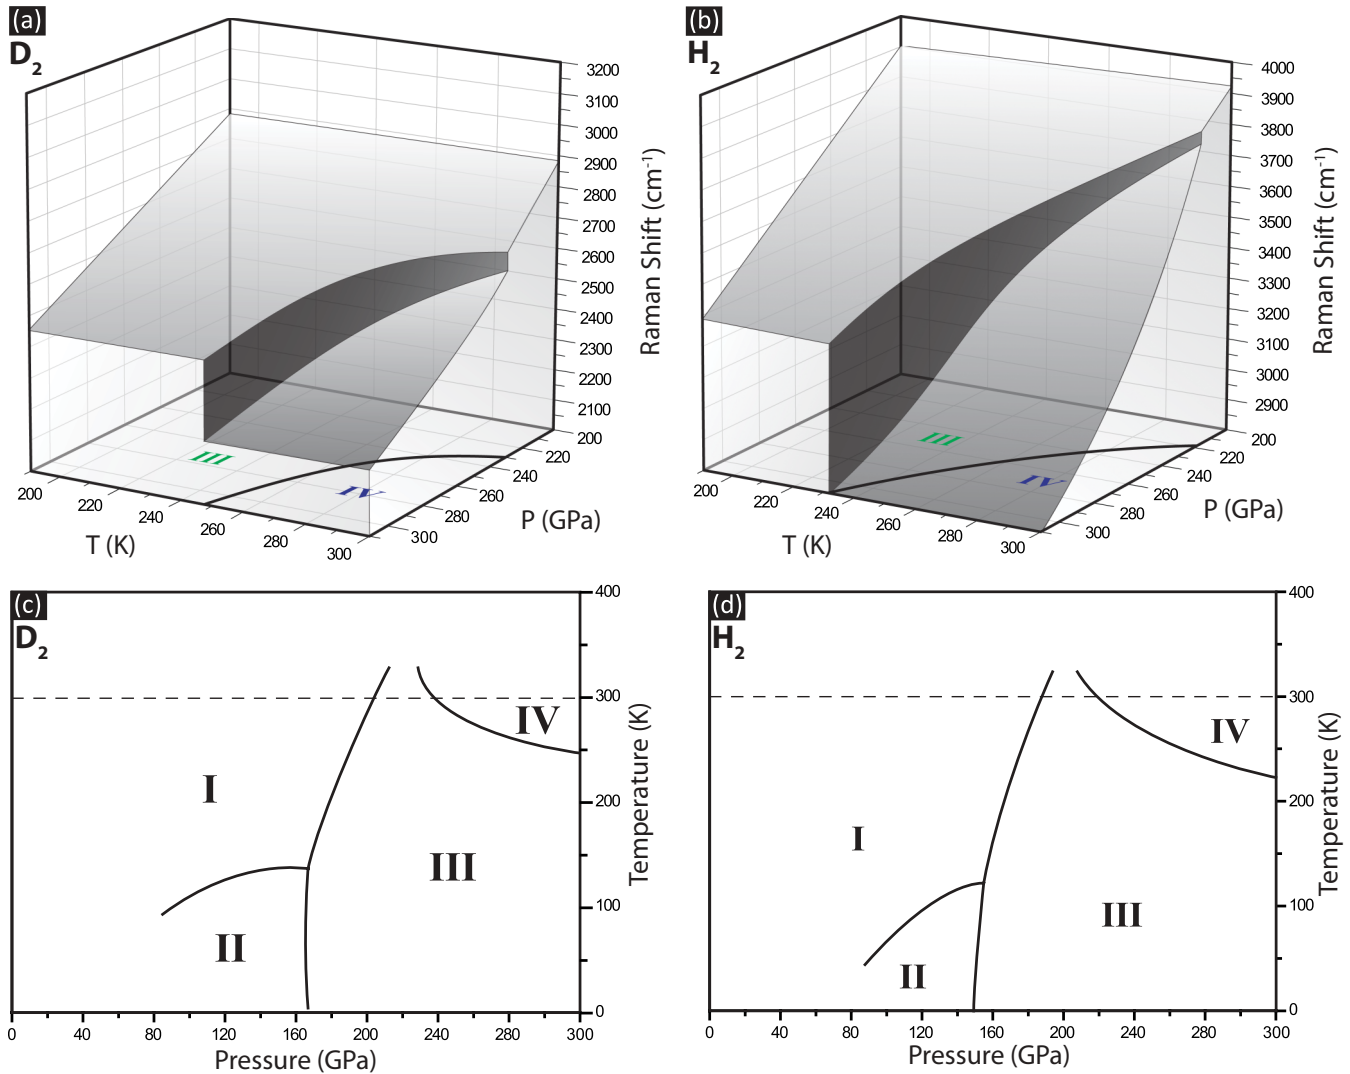 (a)
D2
3200
3100
3000
2900
2800
2700
2600
2500
2400
2300
2200
2100
200
220
240
260
280
300
Raman Shift (cm-1)
P (GPa)
200
220
240
260
280
300
T (K)
III
IV
(b)
H2
4000
3900
3800
3700
3600
3500
3400
3300
3200
3100
3000
2900
200
220
240
260
280
300
Raman Shift (cm-1)
P (GPa)
200
220
240
260
280
300
T (K)
III
IV
(c)
D2
400
300
200
100
0
Temperature (K)
I
II
III
IV
0
40
80
120
160
200
240
300
Pressure (GPa)
(d)
H2
400
300
200
100
0
Temperature (K)
I
II
III
IV
0
40
80
120
160
200
240
300
Pressure (GPa)